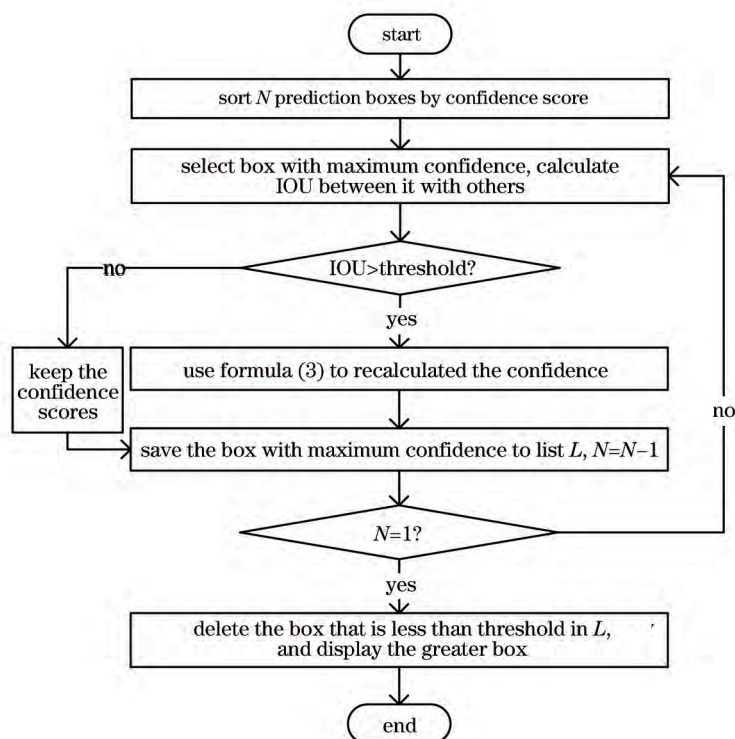 start
sort N prediction boxes by confidence score
select box with maximum confidence, calculate
IOU between it with others
IOU>threshold?
no
yes
keep the
confidence
scores
use formula (3) to recalculated the confidence
no
save the box with maximum confidence to list L, N=N−1
N=1?
yes
delete the box that is less than threshold in L,
and display the greater box
end